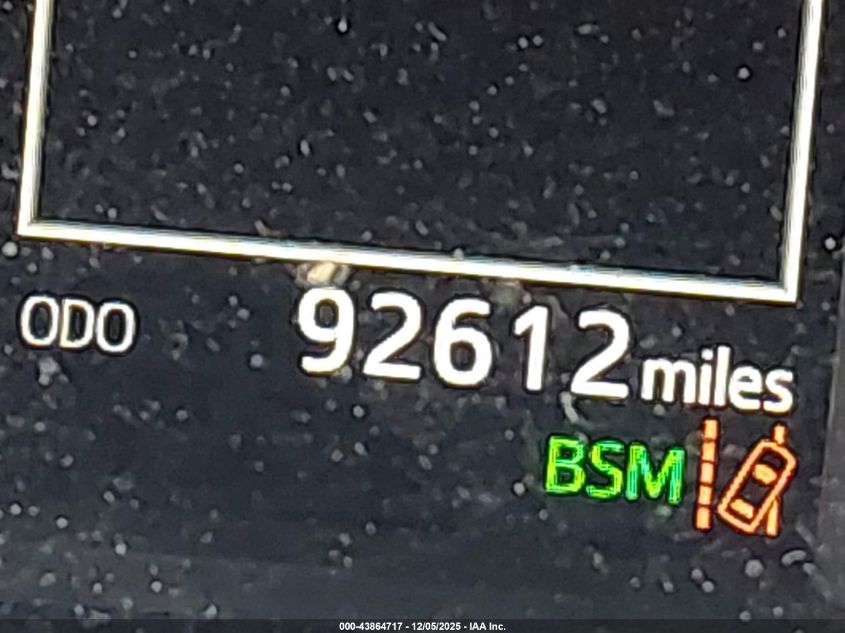 ODO 92612 miles
BSM
000-43864717 - 12/05/2025 - IAA Inc.